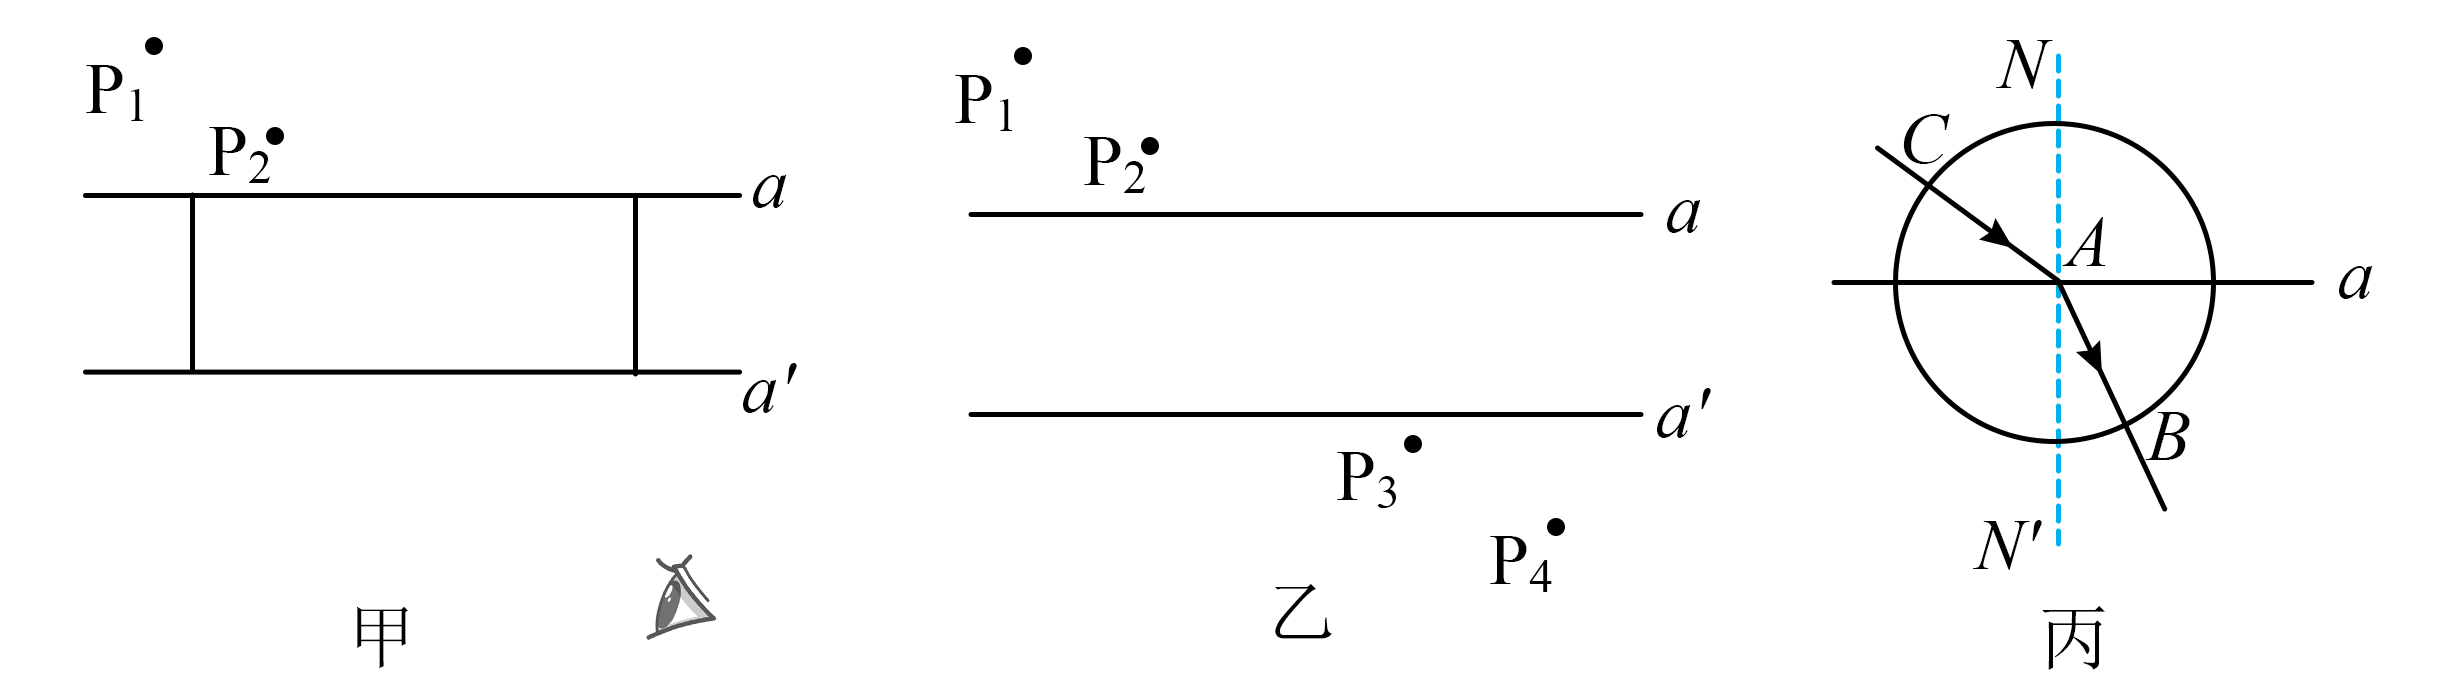 P₁
P₂
a
a′
甲
P₁
P₂
a
a′
P₃
P₄
乙
N
C
A
a
B
N′
丙